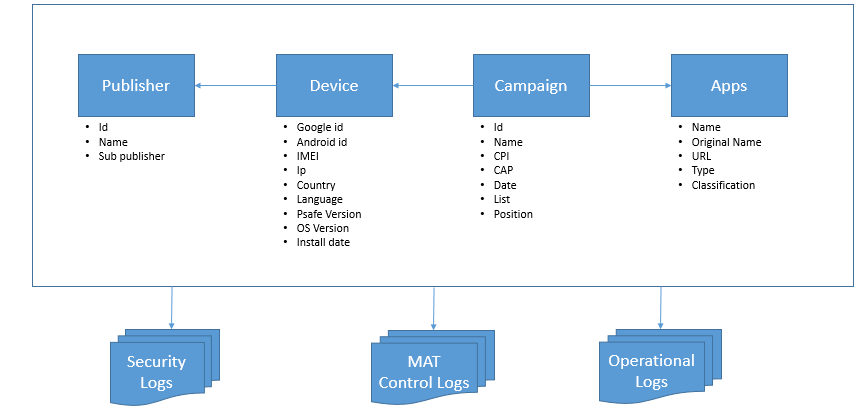 Publisher
Device
Campaign
Apps
• Id
• Name
• Sub publisher
• Google id
• Android id
• IMEI
• Ip
• Country
• Language
• Psafe Version
• OS Version
• Install date
• Id
• Name
• CPI
• CAP
• Date
• List
• Position
• Name
• Original Name
• URL
• Type
• Classification
Security
Logs
MAT
Control Logs
Operational
Logs